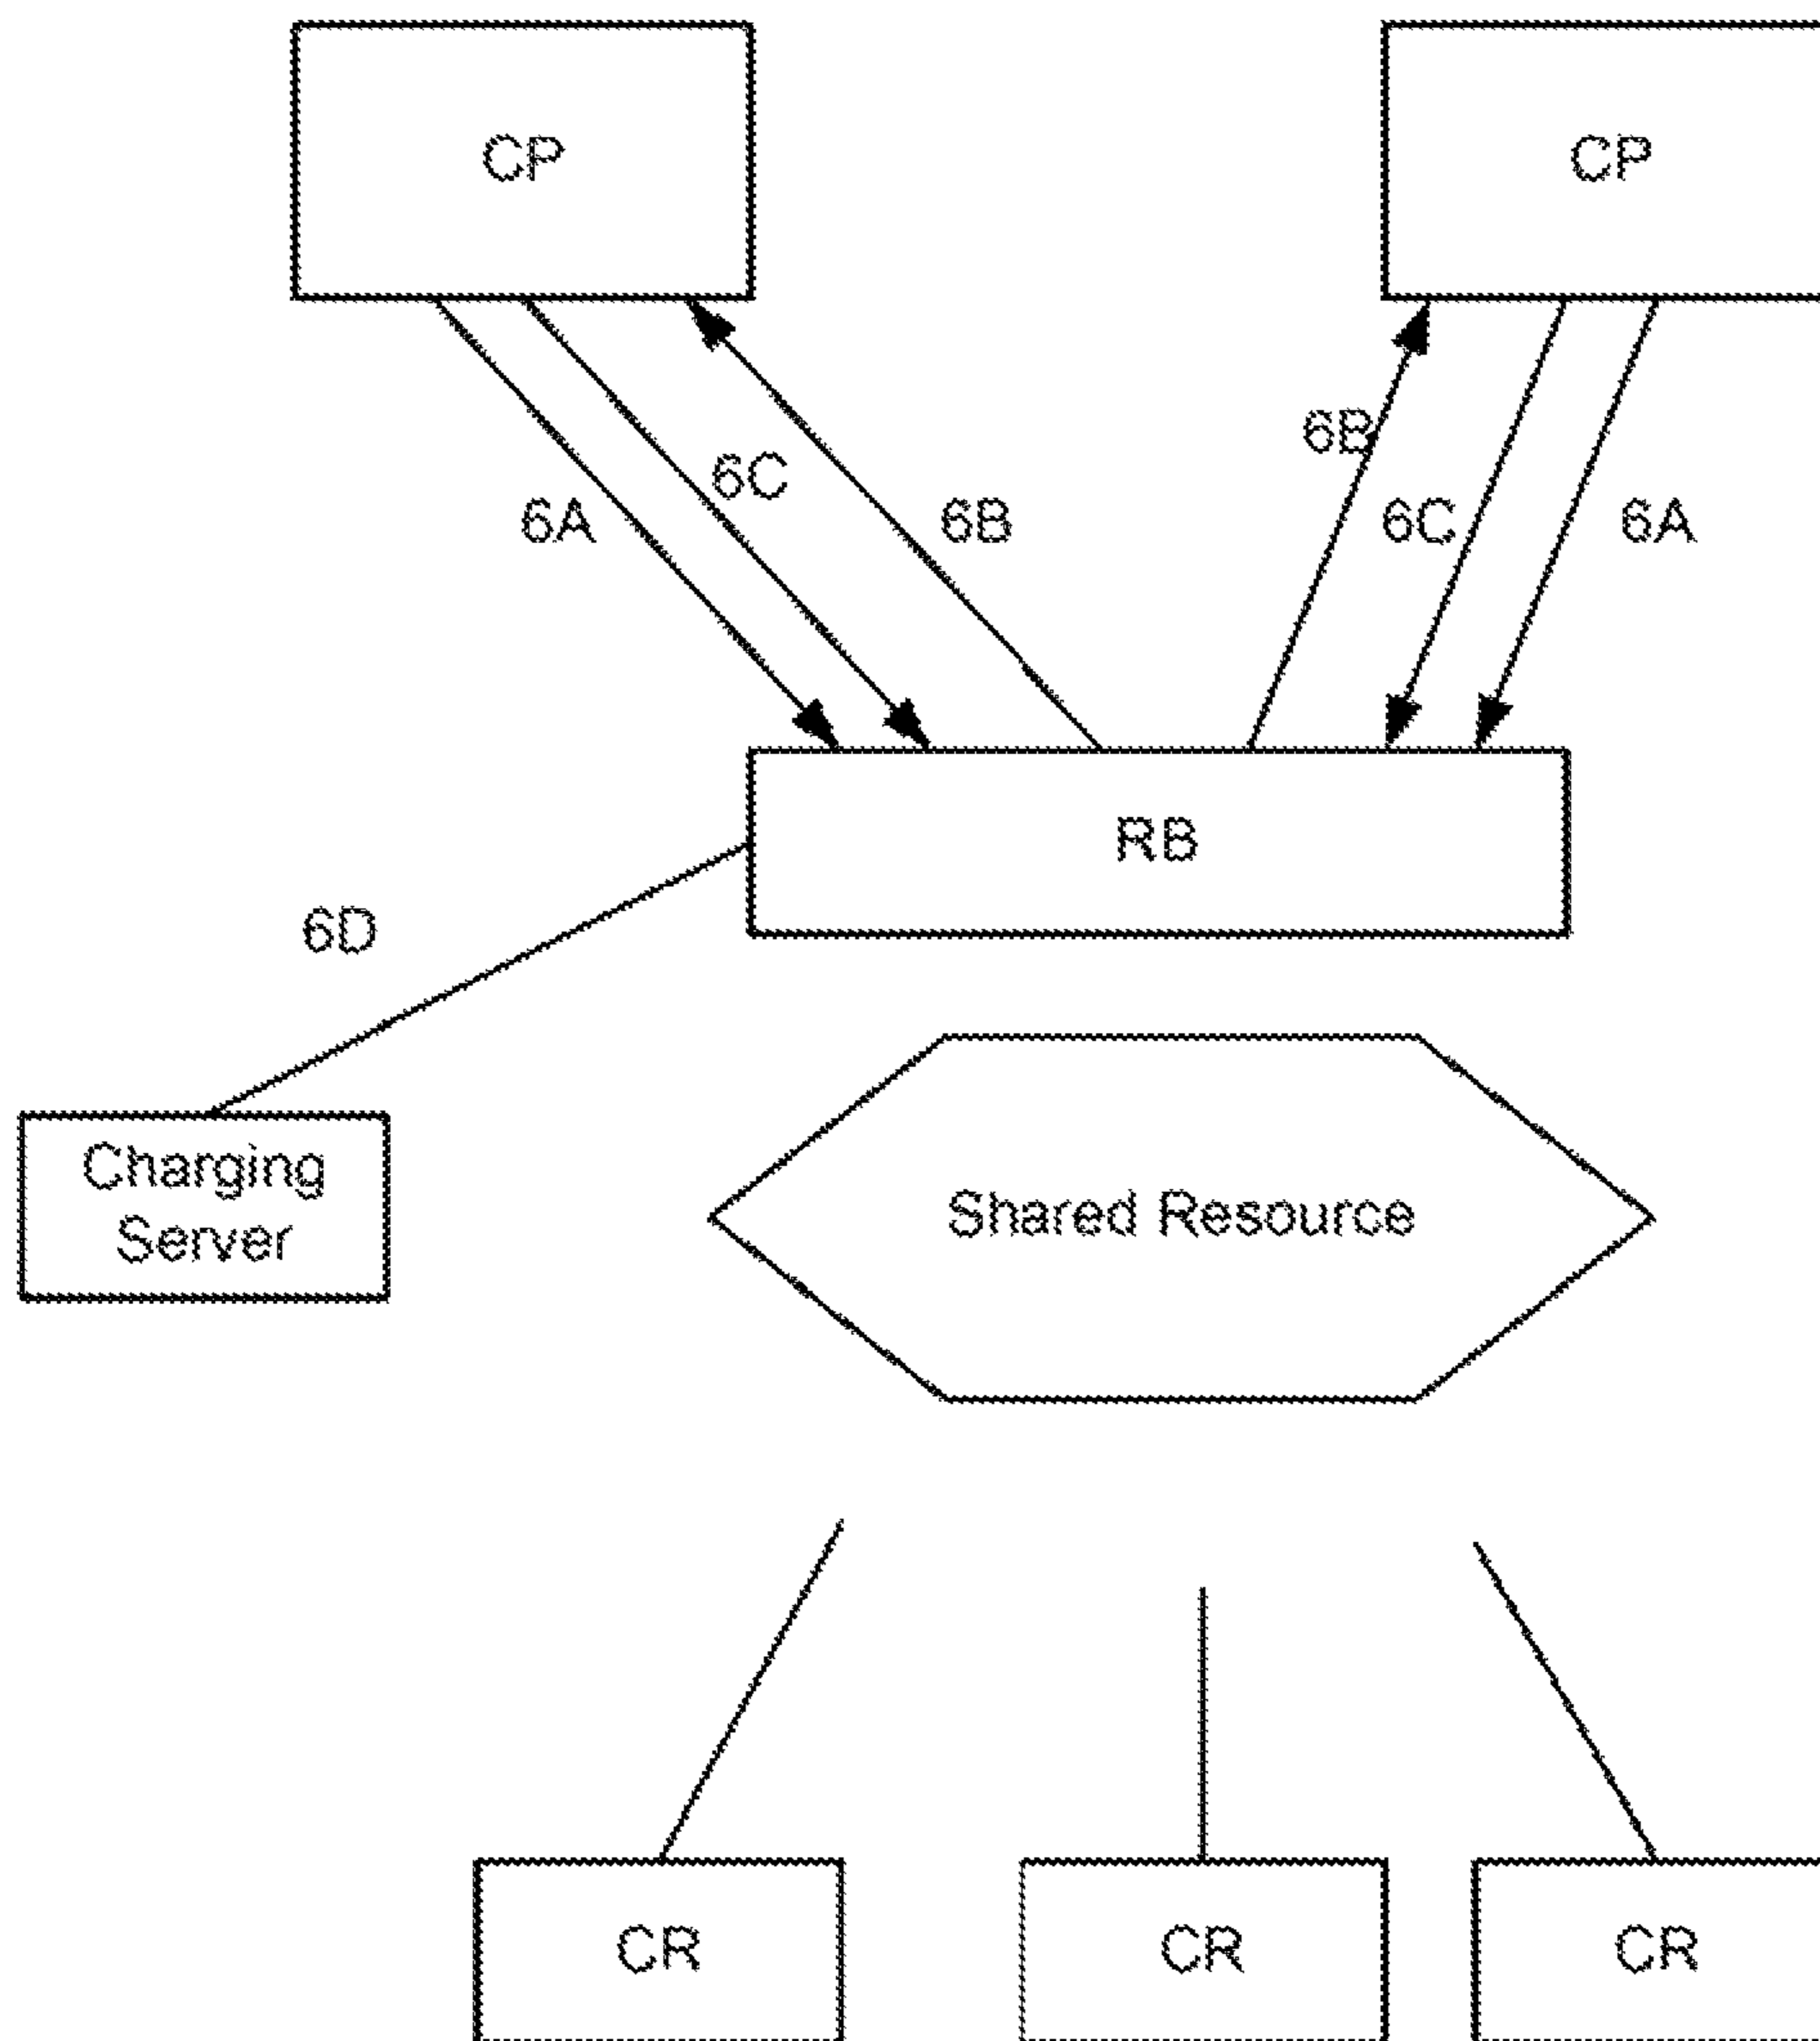 CP
CP
6B
6C
6A
6C
6B
6A
RB
6D
Charging
Server
Shared Resource
CR
CR
CR